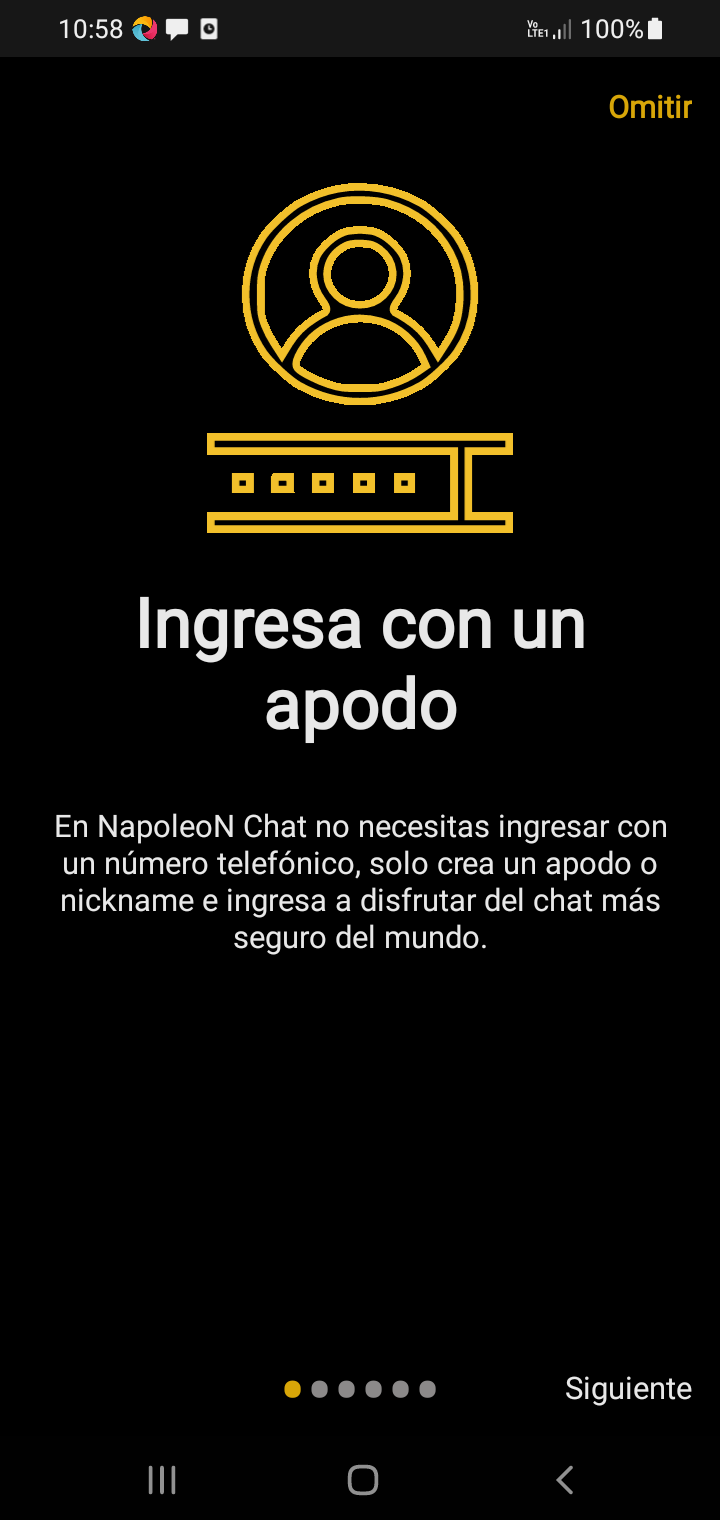 10:58
Vo LTE1 100%
Omitir
Ingresa con un
apodo
En NapoleoN Chat no necesitas ingresar con
un número telefónico, solo crea un apodo o
nickname e ingresa a disfrutar del chat más
seguro del mundo.
Siguiente